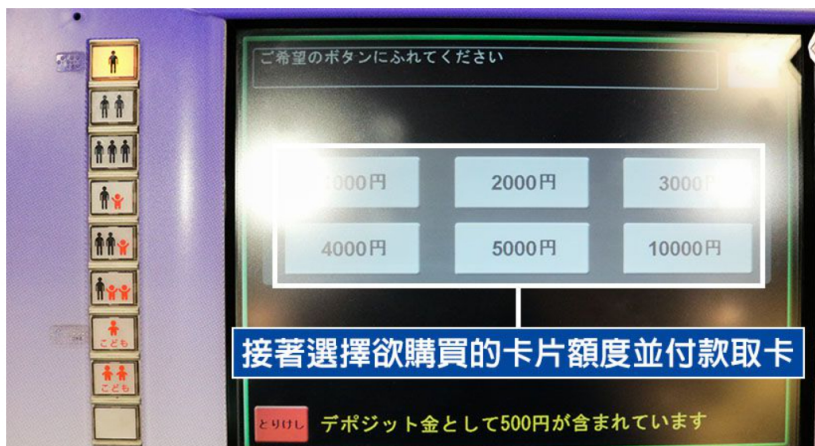 ご希望のボタンにふれてください
000円
2000円
3000
4000円
5000円
10000円
接著選擇欲購買的卡片額度並付款取卡
こども
こども
とりけし
デポジット金として500円が含まれています